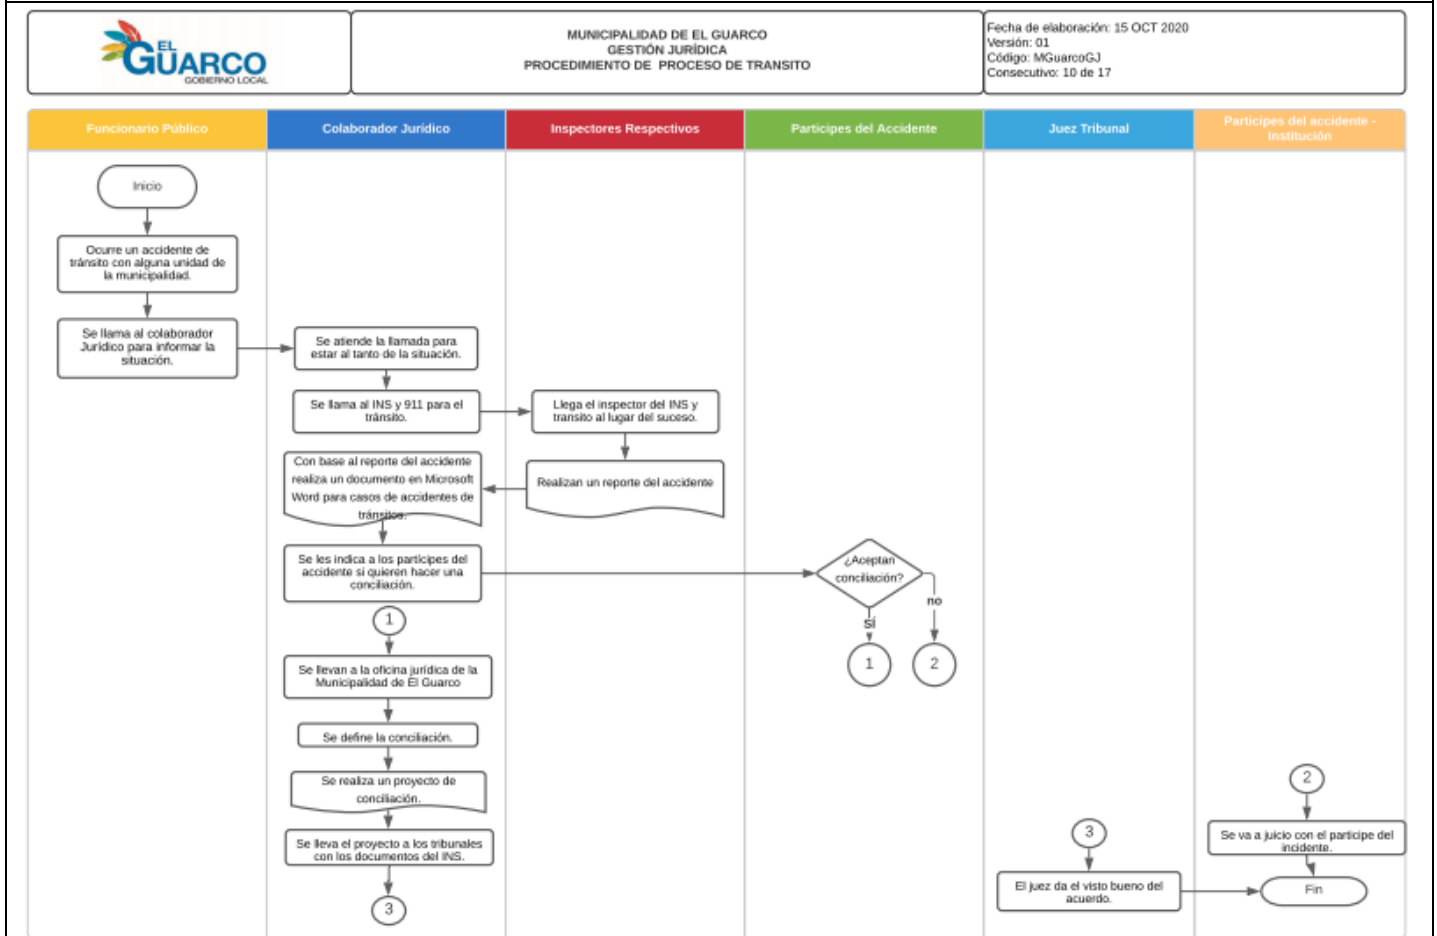 EL
GUARCO
GOBIERNO LOCAL
MUNICIPALIDAD DE EL GUARCO
GESTIÓN JURÍDICA
PROCEDIMIENTO DE PROCESO DE TRANSITO
Fecha de elaboración: 15 OCT 2020
Versión: 01
Código: MGuarcoGJ
Consecutivo: 10 de 17
Funcionario Público
Colaborador Jurídico
Inspectores Respectivos
Participes del Accidente
Juez Tribunal
Participes del accidente -
Institución
Inicio
Ocurre un accidente de
tránsito con alguna unidad de
la municipalidad.
Se llama al colaborador
Jurídico para informar la
situación.
Se atiende la llamada para
estar al tanto de la situación.
Se llama al INS y 911 para el
tránsito.
Llega el inspector del INS y
transito al lugar del suceso.
Realizan un reporte del accidente
Con base al reporte del accidente
realiza un documento en Microsoft
Word para casos de accidentes de
tránsitos.
Se les indica a los partícipes del
accidente si quieren hacer una
conciliación.
¿Aceptan
conciliación?
no
SÍ
1
2
1
Se llevan a la oficina jurídica de la
Municipalidad de El Guarco
Se define la conciliación.
Se realiza un proyecto de
conciliación.
Se lleva el proyecto a los tribunales
con los documentos del INS.
3
3
El juez da el visto bueno del
acuerdo.
2
Se va a juicio con el participe del
incidente.
Fin